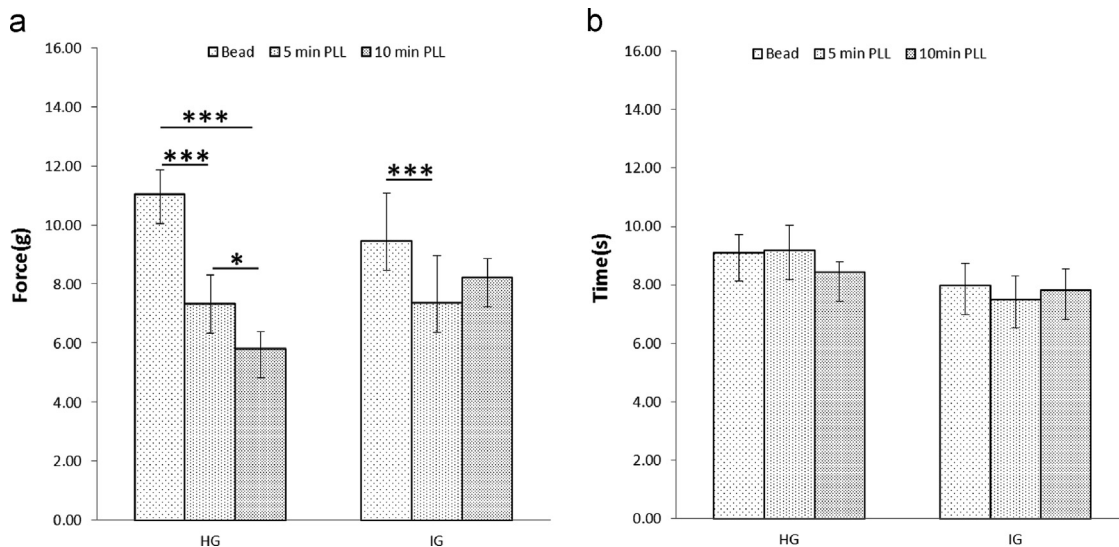 a
16.00
14.00
12.00
10.00
8.00
6.00
4.00
2.00
0.00
Force(g)
Bead 5 min PLL 10 min PLL
***
***
*
***
HG IG
b
16.00
14.00
12.00
10.00
8.00
6.00
4.00
2.00
0.00
Time(s)
Bead 5 min PLL 10min PLL
HG IG